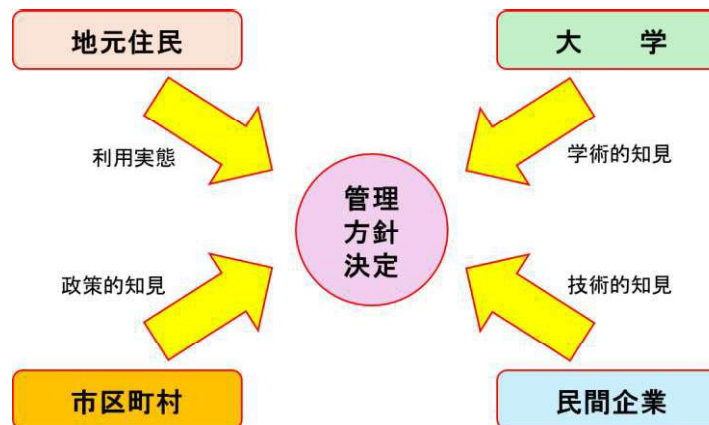 地元住民
大　学
利用実態
学術的知見
管理
方針
決定
政策的知見
技術的知見
市区町村
民間企業